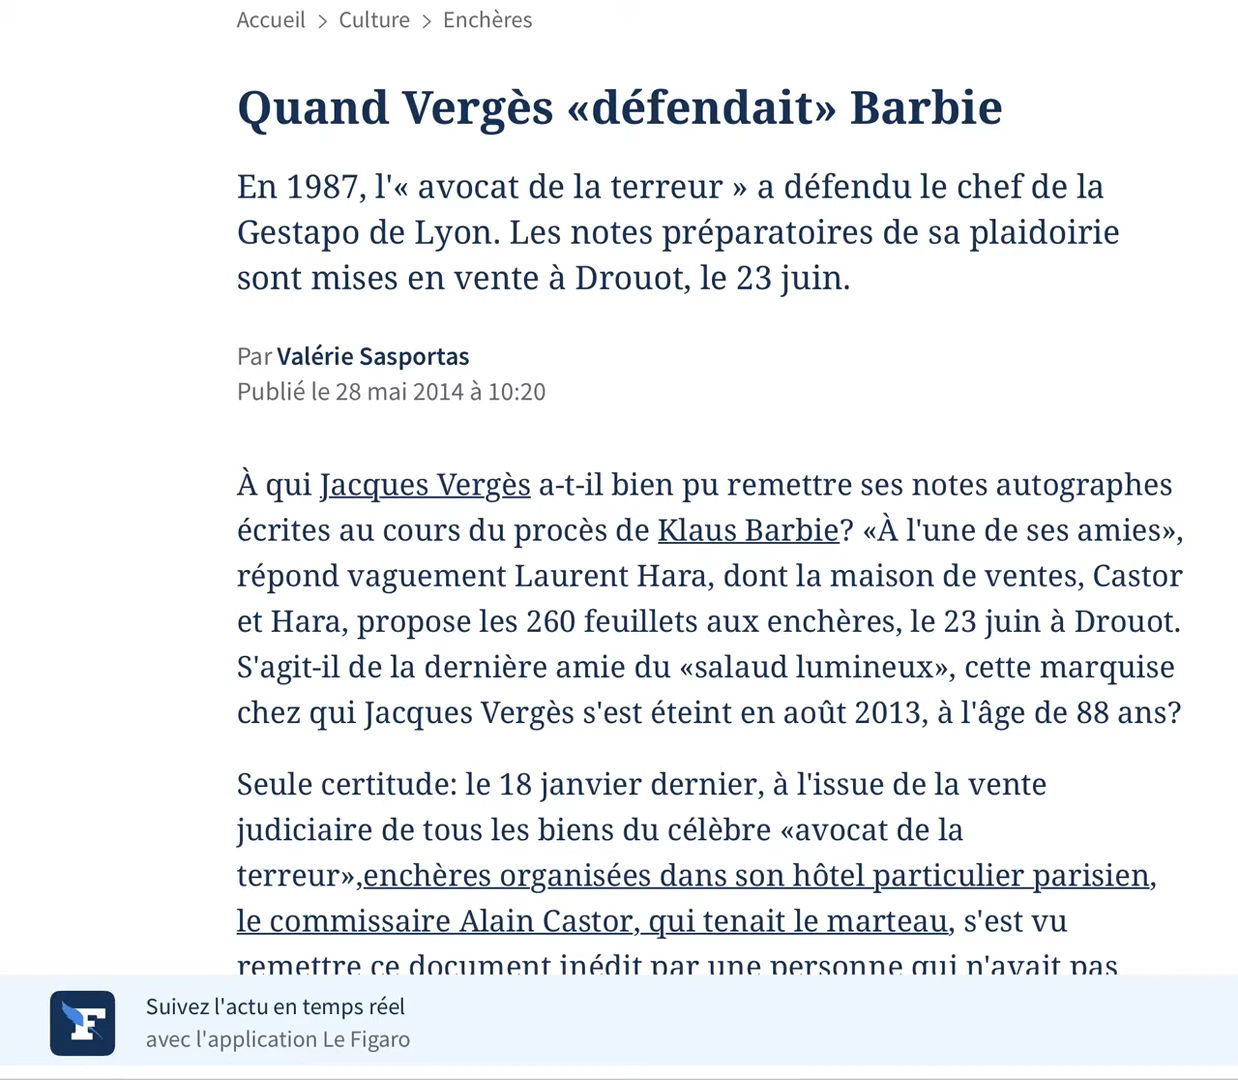 Accueil > Culture > Enchères
Quand Vergès «défendait» Barbie
En 1987, l'« avocat de la terreur » a défendu le chef de la
Gestapo de Lyon. Les notes préparatoires de sa plaidoirie
sont mises en vente à Drouot, le 23 juin.
Par Valérie Sasportas
Publié le 28 mai 2014 à 10:20
À qui Jacques Vergès a-t-il bien pu remettre ses notes autographes
écrites au cours du procès de Klaus Barbie? «À l'une de ses amies»,
répond vaguement Laurent Hara, dont la maison de ventes, Castor
et Hara, propose les 260 feuillets aux enchères, le 23 juin à Drouot.
S'agit-il de la dernière amie du «salaud lumineux», cette marquise
chez qui Jacques Vergès s'est éteint en août 2013, à l'âge de 88 ans?
Seule certitude: le 18 janvier dernier, à l'issue de la vente
judiciaire de tous les biens du célèbre «avocat de la
terreur»,enchères organisées dans son hôtel particulier parisien,
le commissaire Alain Castor, qui tenait le marteau, s'est vu
remettre ce document inédit par une personne qui n'avait pas
F
Suivez l'actu en temps réel
avec l'application Le Figaro